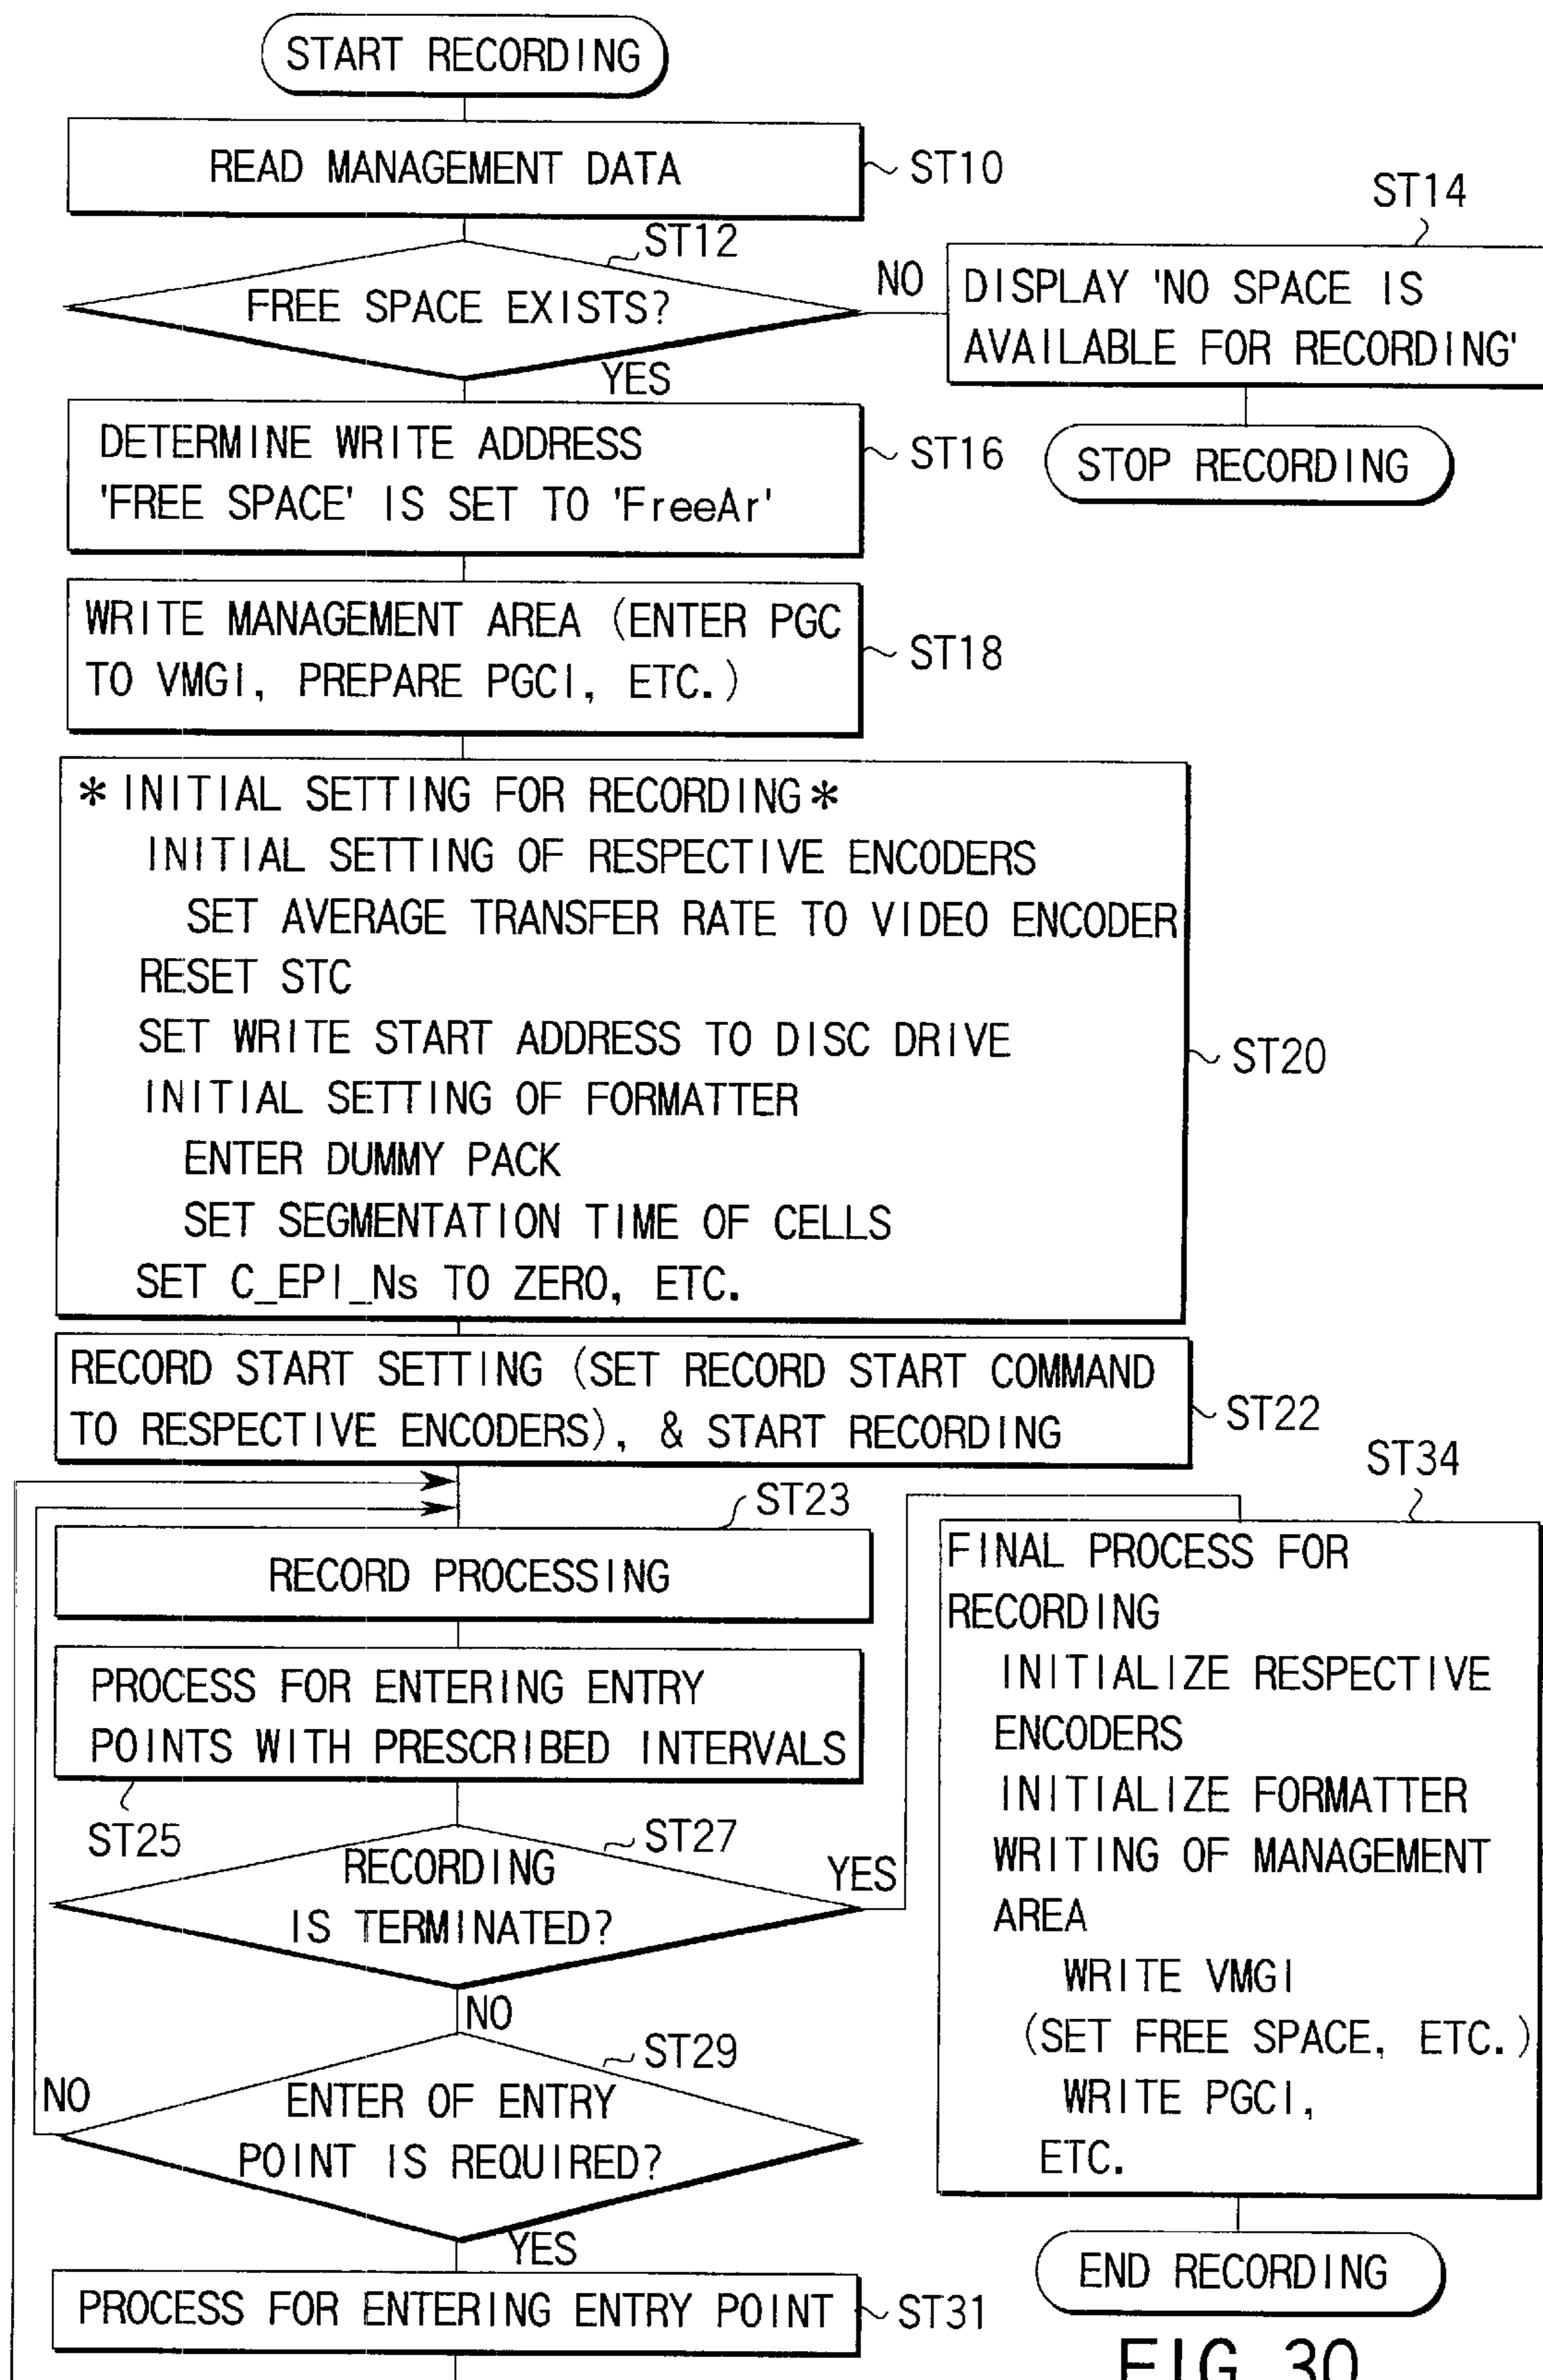 START RECORDING
READ MANAGEMENT DATA
ST10
ST12
FREE SPACE EXISTS?
NO
YES
ST14
DISPLAY 'NO SPACE IS
AVAILABLE FOR RECORDING'
STOP RECORDING
DETERMINE WRITE ADDRESS
'FREE SPACE' IS SET TO 'FreeAr'
ST16
WRITE MANAGEMENT AREA (ENTER PGC
TO VMGI, PREPARE PGCI, ETC.)
ST18
* INITIAL SETTING FOR RECORDING *
INITIAL SETTING OF RESPECTIVE ENCODERS
SET AVERAGE TRANSFER RATE TO VIDEO ENCODER
RESET STC
SET WRITE START ADDRESS TO DISC DRIVE
INITIAL SETTING OF FORMATTER
ENTER DUMMY PACK
SET SEGMENTATION TIME OF CELLS
SET C_EPI_Ns TO ZERO, ETC.
ST20
RECORD START SETTING (SET RECORD START COMMAND
TO RESPECTIVE ENCODERS), & START RECORDING
ST22
ST23
RECORD PROCESSING
PROCESS FOR ENTERING ENTRY
POINTS WITH PRESCRIBED INTERVALS
ST25
ST27
RECORDING
IS TERMINATED?
YES
NO
ST29
ENTER OF ENTRY
POINT IS REQUIRED?
NO
YES
PROCESS FOR ENTERING ENTRY POINT
ST31
ST34
FINAL PROCESS FOR
RECORDING
INITIALIZE RESPECTIVE
ENCODERS
INITIALIZE FORMATTER
WRITING OF MANAGEMENT
AREA
WRITE VMGI
(SET FREE SPACE, ETC.)
WRITE PGCI,
ETC.
END RECORDING
FIG. 30